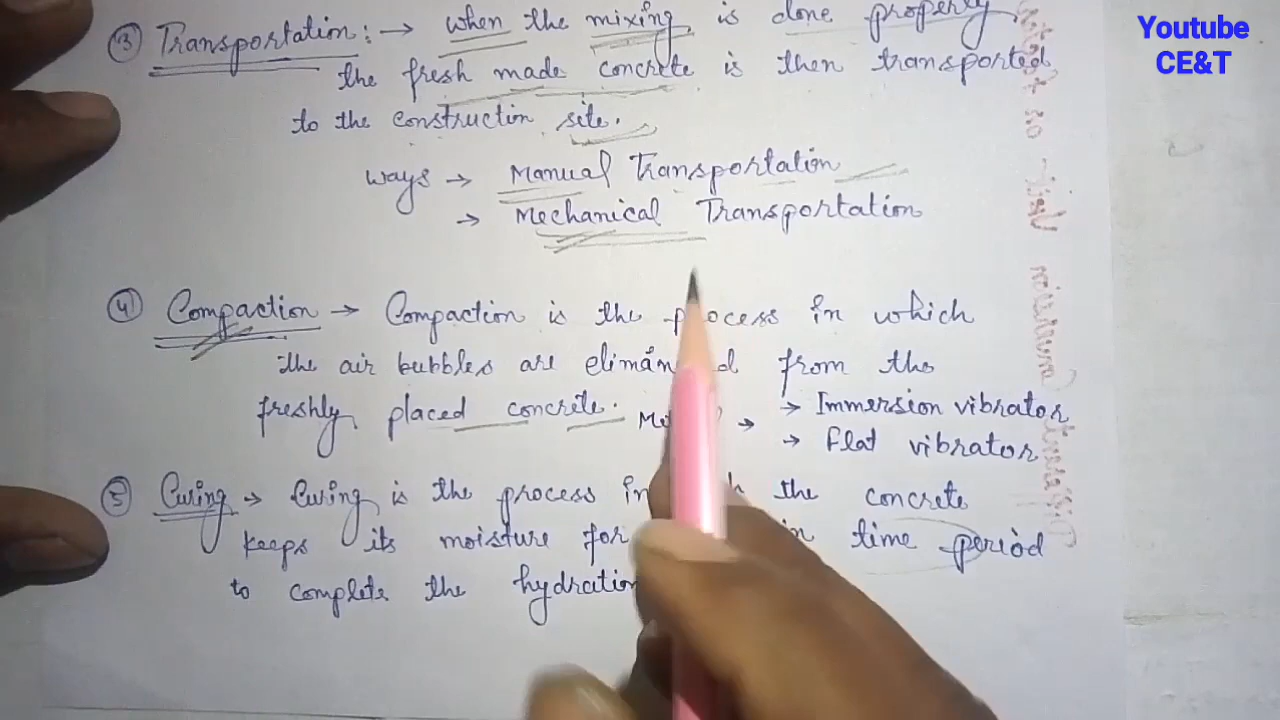 Youtube
CE&T
③ Transportation:→ when the mixing is done properly
the fresh made concrete is then transported
to the construction site.
ways → Manual Transportation
→ Mechanical Transportation
④ Compaction → Compaction is the process in which
the air bubbles are from the
freshly placed concrete. → → Immersion vibrator
→ flat vibrator
⑤ Curing → Curing is the process the concrete
keeps its moisture for time period
to complete the hydration